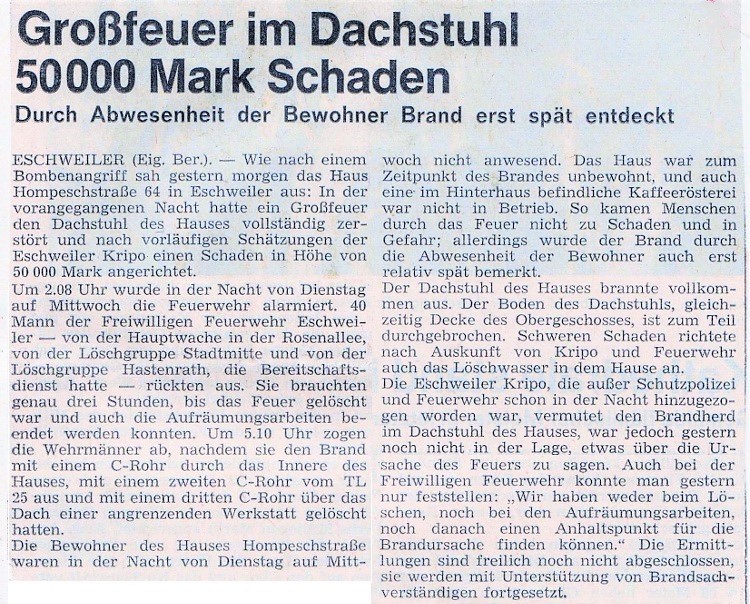 Großfeuer im Dachstuhl
50000 Mark Schaden
Durch Abwesenheit der Bewohner Brand erst spät entdeckt
ESCHWEILER (Eig. Ber.). — Wie nach einem
Bombenangriff sah gestern morgen das Haus
Hompeschstraße 64 in Eschweiler aus: In der
vorangegangenen Nacht hatte ein Großfeuer
den Dachstuhl des Hauses vollständig zer-
stört und nach vorläufigen Schätzungen der
Eschweiler Kripo einen Schaden in Höhe von
50 000 Mark angerichtet.
Um 2.08 Uhr wurde in der Nacht von Dienstag
auf Mittwoch die Feuerwehr alarmiert. 40
Mann der Freiwilligen Feuerwehr Eschwei-
ler — von der Hauptwache in der Rosenallee,
von der Löschgruppe Stadtmitte und von der
Löschgruppe Hastenrath, die Bereitschafts-
dienst hatte — rückten aus. Sie brauchten
genau drei Stunden, bis das Feuer gelöscht
war und auch die Aufräumungsarbeiten be-
endet werden konnten. Um 5.10 Uhr zogen
die Wehrmänner ab, nachdem sie den Brand
mit einem C-Rohr durch das Innere des
Hauses, mit einem zweiten C-Rohr vom TL
25 aus und mit einem dritten C-Rohr über das
Dach einer angrenzenden Werkstatt gelöscht
hatten.
Die Bewohner des Hauses Hompeschstraße
waren in der Nacht von Dienstag auf Mitt-
woch nicht anwesend. Das Haus war zum
Zeitpunkt des Brandes unbewohnt, und auch
eine im Hinterhaus befindliche Kaffeerösterei
war nicht in Betrieb. So kamen Menschen
durch das Feuer nicht zu Schaden und in
Gefahr; allerdings wurde der Brand durch
die Abwesenheit der Bewohner auch erst
relativ spät bemerkt.
Der Dachstuhl des Hauses brannte vollkom-
men aus. Der Boden des Dachstuhls, gleich-
zeitig Decke des Obergeschosses, ist zum Teil
durchgebrochen. Schweren Schaden richtete
nach Auskunft von Kripo und Feuerwehr
auch das Löschwasser in dem Hause an.
Die Eschweiler Kripo, die außer Schutzpolizei
und Feuerwehr schon in der Nacht hinzugezo-
gen worden war, vermutet den Brandherd
im Dachstuhl des Hauses, war jedoch gestern
noch nicht in der Lage, etwas über die Ur-
sache des Feuers zu sagen. Auch bei der
Freiwilligen Feuerwehr konnte man gestern
nur feststellen: „Wir haben weder beim Lö-
schen, noch bei den Aufräumungsarbeiten,
noch danach einen Anhaltspunkt für die
Brandursache finden können.“ Die Ermitt-
lungen sind freilich noch nicht abgeschlossen,
sie werden mit Unterstützung von Brandsach-
verständigen fortgesetzt.